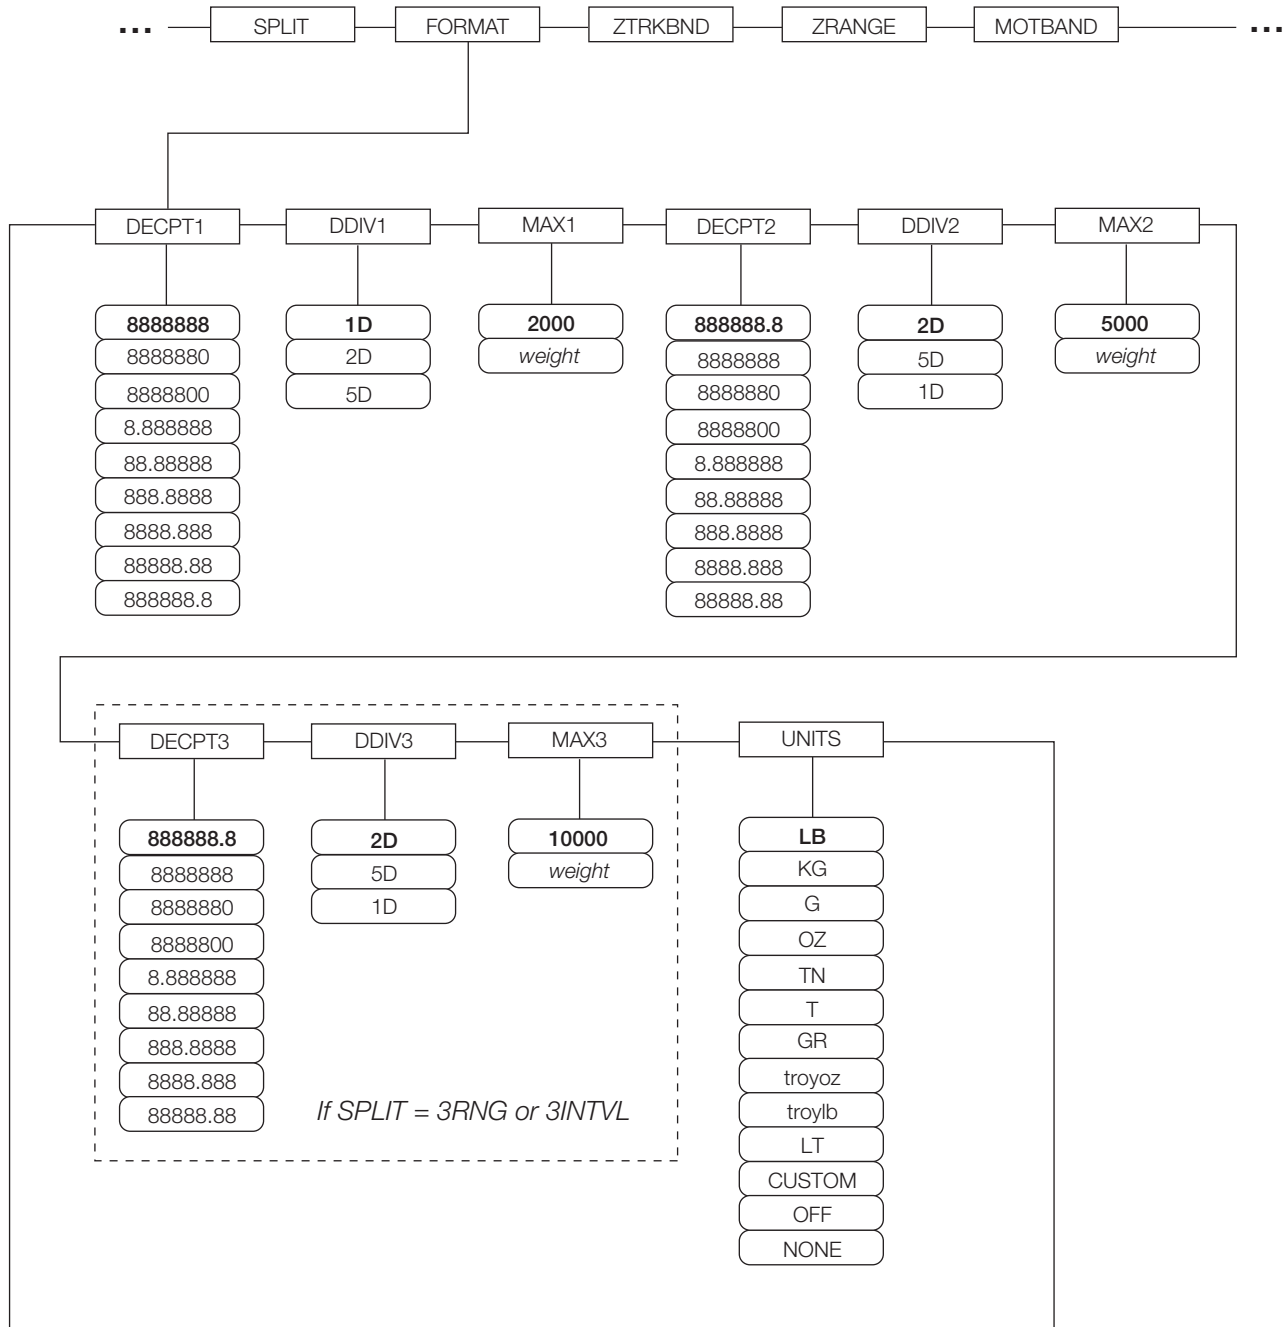 ... SPLIT FORMAT ZTRKBND ZRANGE MOTBAND ...
DECPT1 DDIV1 MAX1 DECPT2 DDIV2 MAX2
8888888 1D 2000 888888.8 2D 5000
8888880 2D weight 8888888 5D weight
8888800 5D 8888880 1D
8.888888 8888800
88.88888 8.888888
888.8888 88.88888
8888.888 888.8888
88888.88 8888.888
888888.8 88888.88
DECPT3 DDIV3 MAX3 UNITS
888888.8 2D 10000 LB
8888888 5D weight KG
8888880 1D G
8888800 OZ
8.888888 TN
88.88888 T
888.8888 GR
8888.888 troyoz
88888.88 If SPLIT = 3RNG or 3INTVL troylb
LT
CUSTOM
OFF
NONE